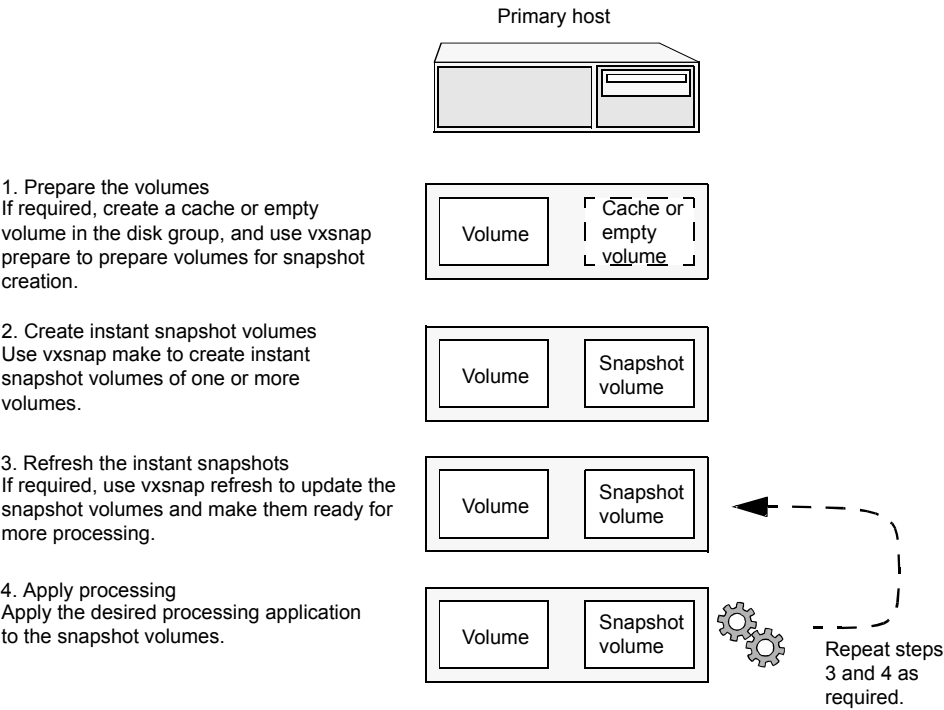 Primary host
1. Prepare the volumes
If required, create a cache or empty
volume in the disk group, and use vxsnap
prepare to prepare volumes for snapshot
creation.
Volume
Cache or
empty
volume
2. Create instant snapshot volumes
Use vxsnap make to create instant
snapshot volumes of one or more
volumes.
Volume
Snapshot
volume
3. Refresh the instant snapshots
If required, use vxsnap refresh to update the
snapshot volumes and make them ready for
more processing.
Volume
Snapshot
volume
4. Apply processing
Apply the desired processing application
to the snapshot volumes.
Volume
Snapshot
volume
Repeat steps
3 and 4 as
required.